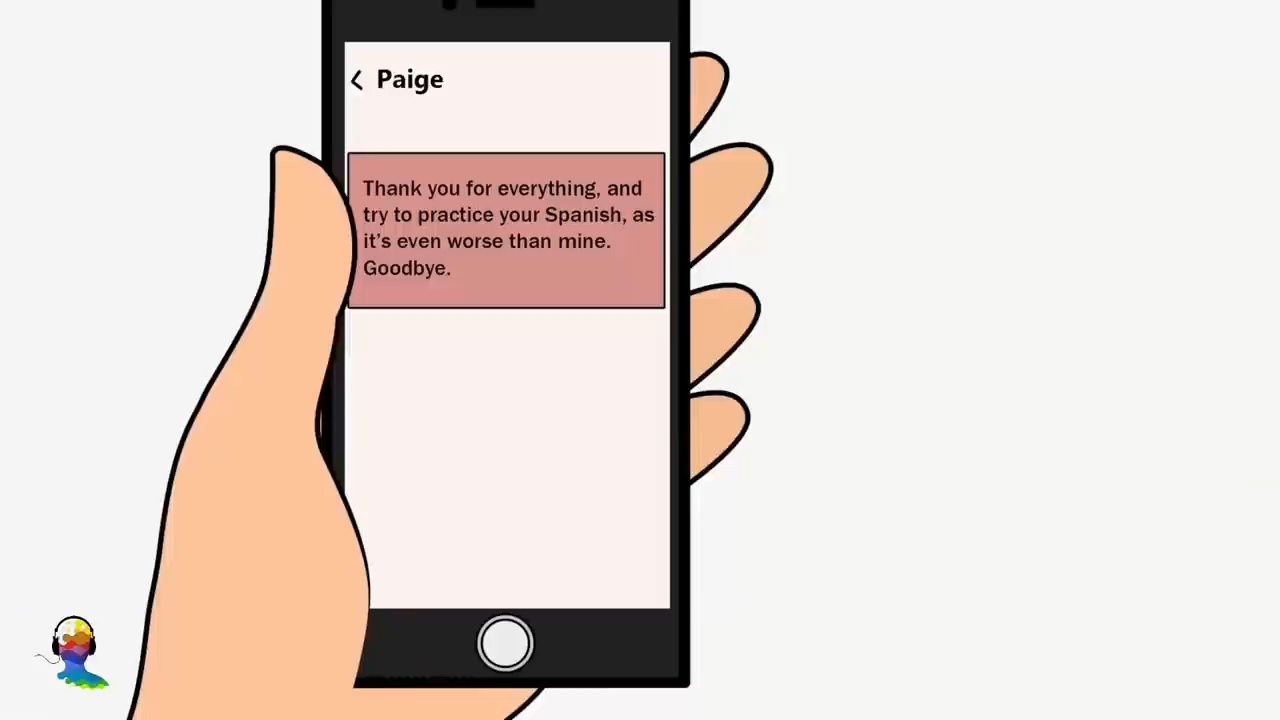 Paige
Thank you for everything, and
try to practice your Spanish, as
it's even worse than mine.
Goodbye.